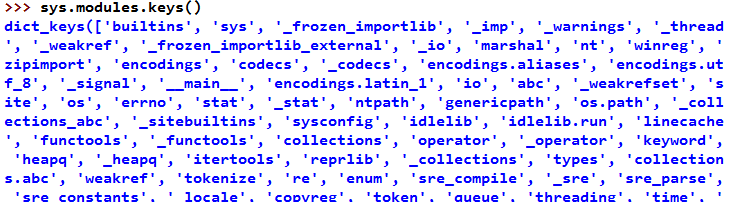 >>> sys.modules.keys()
dict_keys(['builtins', 'sys', '_frozen_importlib', '_imp', '_warnings', '_thread
', '_weakref', '_frozen_importlib_external', '_io', 'marshal', 'nt', 'winreg', '
zipimport', 'encodings', 'codecs', '_codecs', 'encodings.aliases', 'encodings.ut
f_8', '_signal', '__main__', 'encodings.latin_1', 'io', 'abc', '_weakrefset', 's
ite', 'os', 'errno', 'stat', '_stat', 'ntpath', 'genericpath', 'os.path', '_coll
ections_abc', '_sitebuiltins', 'sysconfig', 'idlelib', 'idlelib.run', 'linecache
', 'functools', '_functools', 'collections', 'operator', '_operator', 'keyword',
 'heapq', '_heapq', 'itertools', 'reprlib', '_collections', 'types', 'collection
s.abc', 'weakref', 'tokenize', 're', 'enum', 'sre_compile', '_sre', 'sre_parse',
 'sre_constants', '_locale', 'copyreg', 'token', 'queue', 'threading', 'time', '